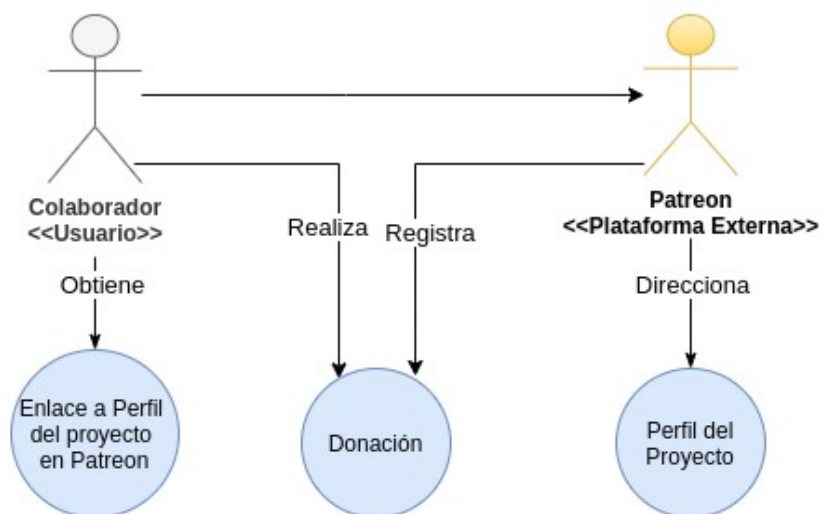 Colaborador
<<Usuario>>
Patreon
<<Plataforma Externa>>
Realiza
Registra
Obtiene
Direcciona
Enlace a Perfil
del proyecto
en Patreon
Donación
Perfil del
Proyecto